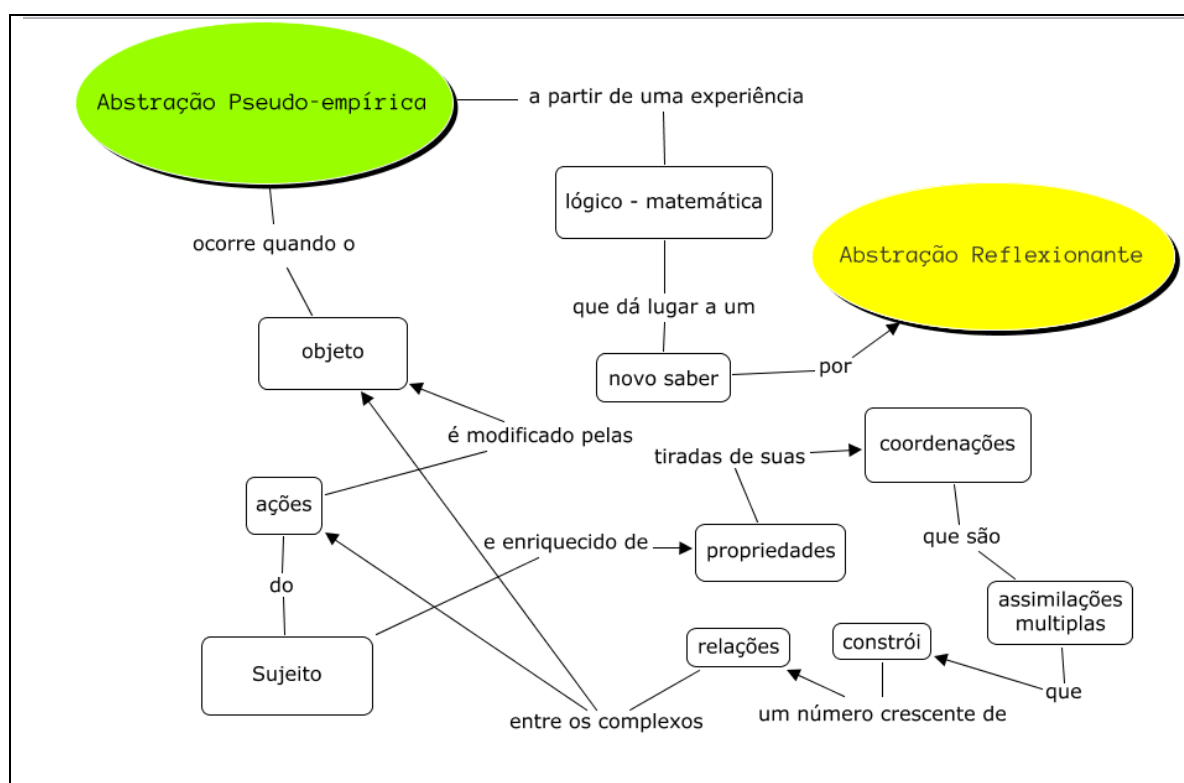 Abstração Pseudo-empírica
a partir de uma experiência
lógico - matemática
ocorre quando o
Abstração Reflexionante
que dá lugar a um
objeto
novo saber
por
é modificado pelas
tiradas de suas
coordenações
ações
e enriquecido de
propriedades
que são
do
assimilações
multiplas
Sujeito
relações
constrói
que
entre os complexos
um número crescente de